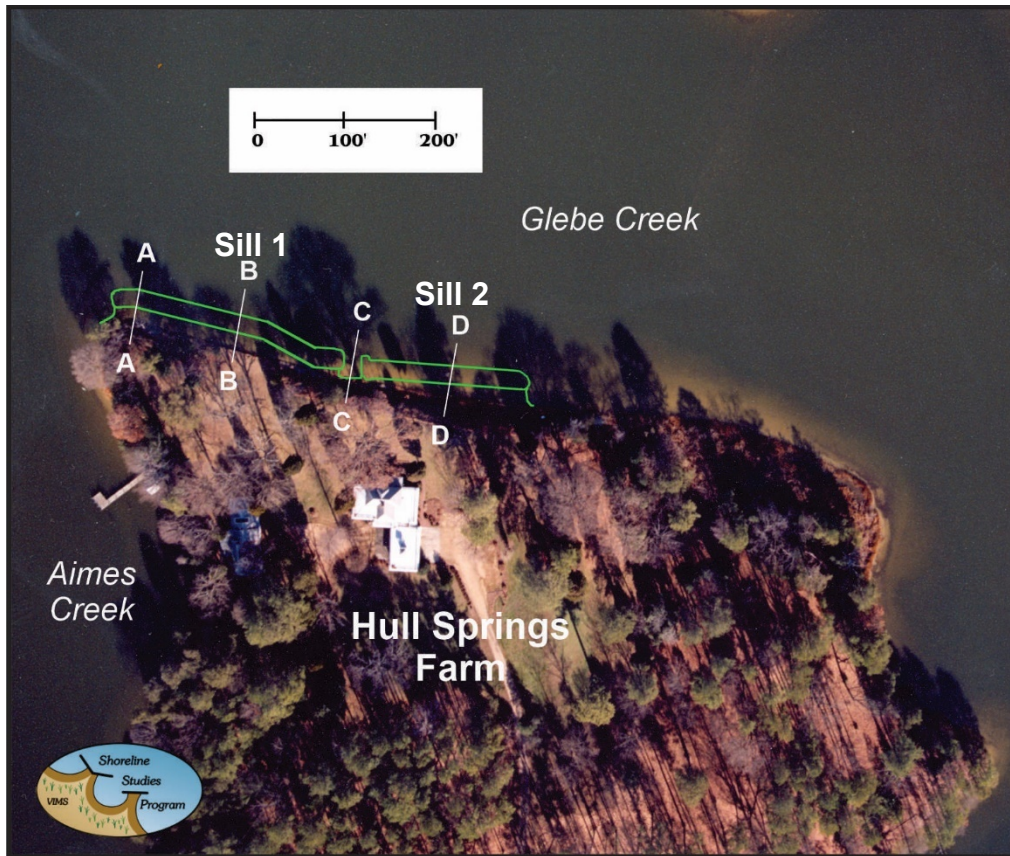 0 100' 200'
Glebe Creek
A
Sill 1
B
Sill 2
C
D
A
B
C
D
Aimes
Creek
Hull Springs
Farm
Shoreline
Studies
VIMS
Program